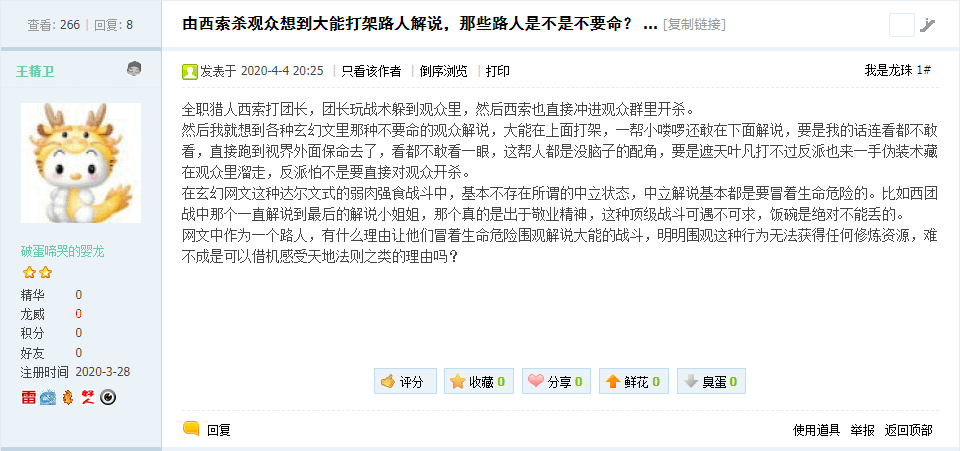 查看: 266 | 回复: 8
由西索杀观众想到大能打架路人解说，那些路人是不是不要命？ ... [复制链接]
王精卫
发表于 2020-4-4 20:25 | 只看该作者 | 倒序浏览 | 打印
我是龙珠 1#
全职猎人西索打团长，团长玩战术躲到观众里，然后西索也直接冲进观众群里开杀。
然后我就想到各种玄幻文里那种不要命的观众解说，大能在上面打架，一帮小喽啰还敢在下面解说，要是我的话连看都不敢
看，直接跑到视界外面保命去了，看都不敢看一眼，这帮人都是没脑子的配角，要是遮天叶凡打不过反派也来一手伪装术藏
在观众里溜走，反派怕不是要直接对观众开杀。
在玄幻网文这种达尔文式的弱肉强食战斗中，基本不存在所谓的中立状态，中立解说基本都是要冒着生命危险的。比如西团
战中那个一直解说到最后的解说小姐姐，那个真的是出于敬业精神，这种顶级战斗可遇不可求，饭碗是绝对不能丢的。
网文中作为一个路人，有什么理由让他们冒着生命危险围观解说大能的战斗，明明围观这种行为无法获得任何修炼资源，难
不成是可以借机感受天地法则之类的理由吗？
破蛋啼哭的婴龙
精华 0
龙威 0
积分 0
好友 0
注册时间 2020-3-28
雷
评分
收藏 0
分享 0
鲜花 0
臭蛋 0
回复
使用道具 举报 返回顶部